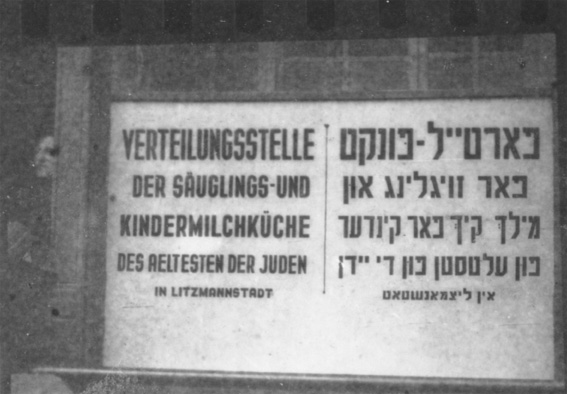 VERTEILUNGSSTELLE
DER SÄUGLINGS-UND
KINDERMILCHKÜCHE
DES AELTESTEN DER JUDEN
IN LITZMANNSTADT
פארטייל-פונקט
פאר זויגלינג און
מילך קיך פאר קינדער
פון עלטסטן פון די יידן
אין ליצמאנשטאט